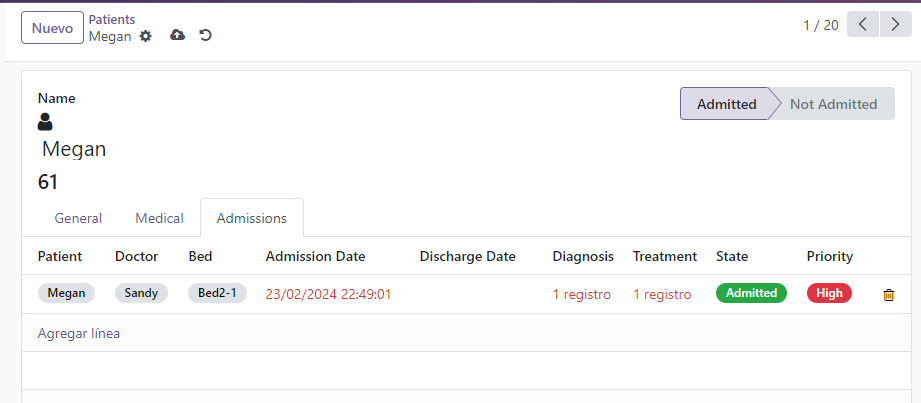 Nuevo
Patients
Megan
1 / 20
Name
Admitted
Not Admitted
Megan
61
General Medical Admissions
Patient Doctor Bed Admission Date Discharge Date Diagnosis Treatment State Priority
Megan Sandy Bed2-1 23/02/2024 22:49:01 1 registro 1 registro Admitted High
Agregar línea